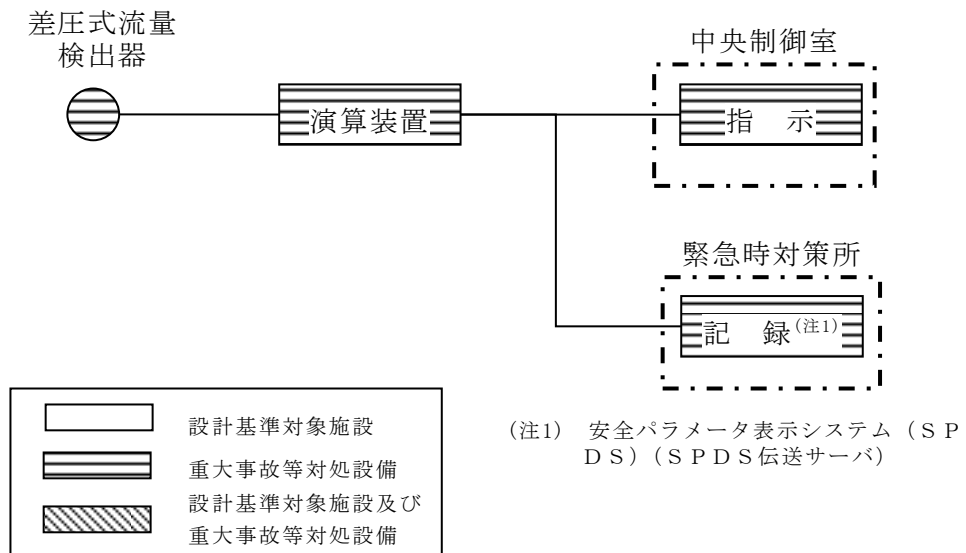 差圧式流量
検出器
中央制御室
演算装置
指　示
緊急時対策所
記　録(注1)
設計基準対象施設
重大事故等対処設備
設計基準対象施設及び
重大事故等対処設備
(注1)　安全パラメータ表示システム（ＳＰ
ＤＳ）（ＳＰＤＳ伝送サーバ）